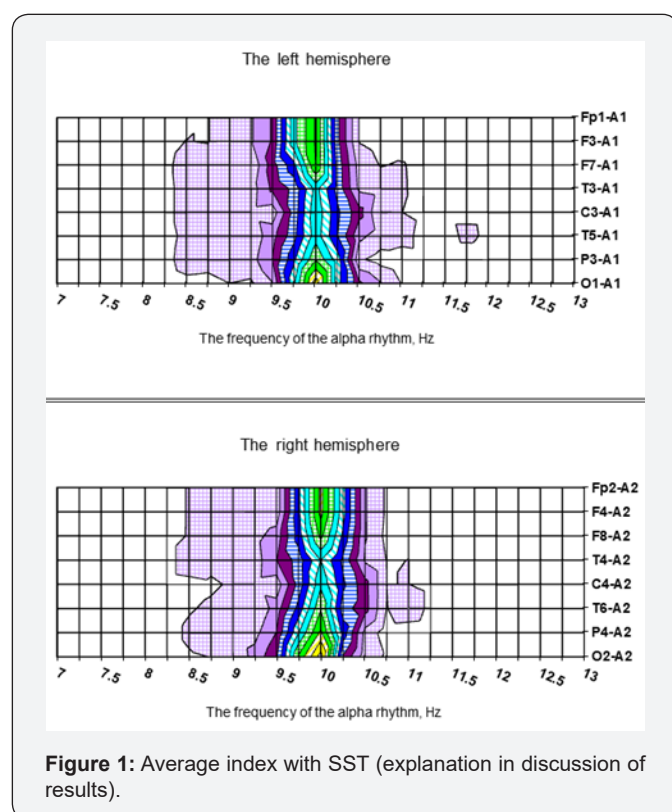 The left hemisphere
Fp1-A1
F3-A1
F7-A1
T3-A1
C3-A1
T5-A1
P3-A1
O1-A1
7 7.5 8 8.5 9 9.5 10 10.5 11 11.5 12 12.5 13
The frequency of the alpha rhythm, Hz
The right hemisphere
Fp2-A2
F4-A2
F8-A2
T4-A2
C4-A2
T6-A2
P4-A2
O2-A2
7 7.5 8 8.5 9 9.5 10 10.5 11 11.5 12 12.5 13
The frequency of the alpha rhythm, Hz
Figure 1: Average index with SST (explanation in discussion of
results).